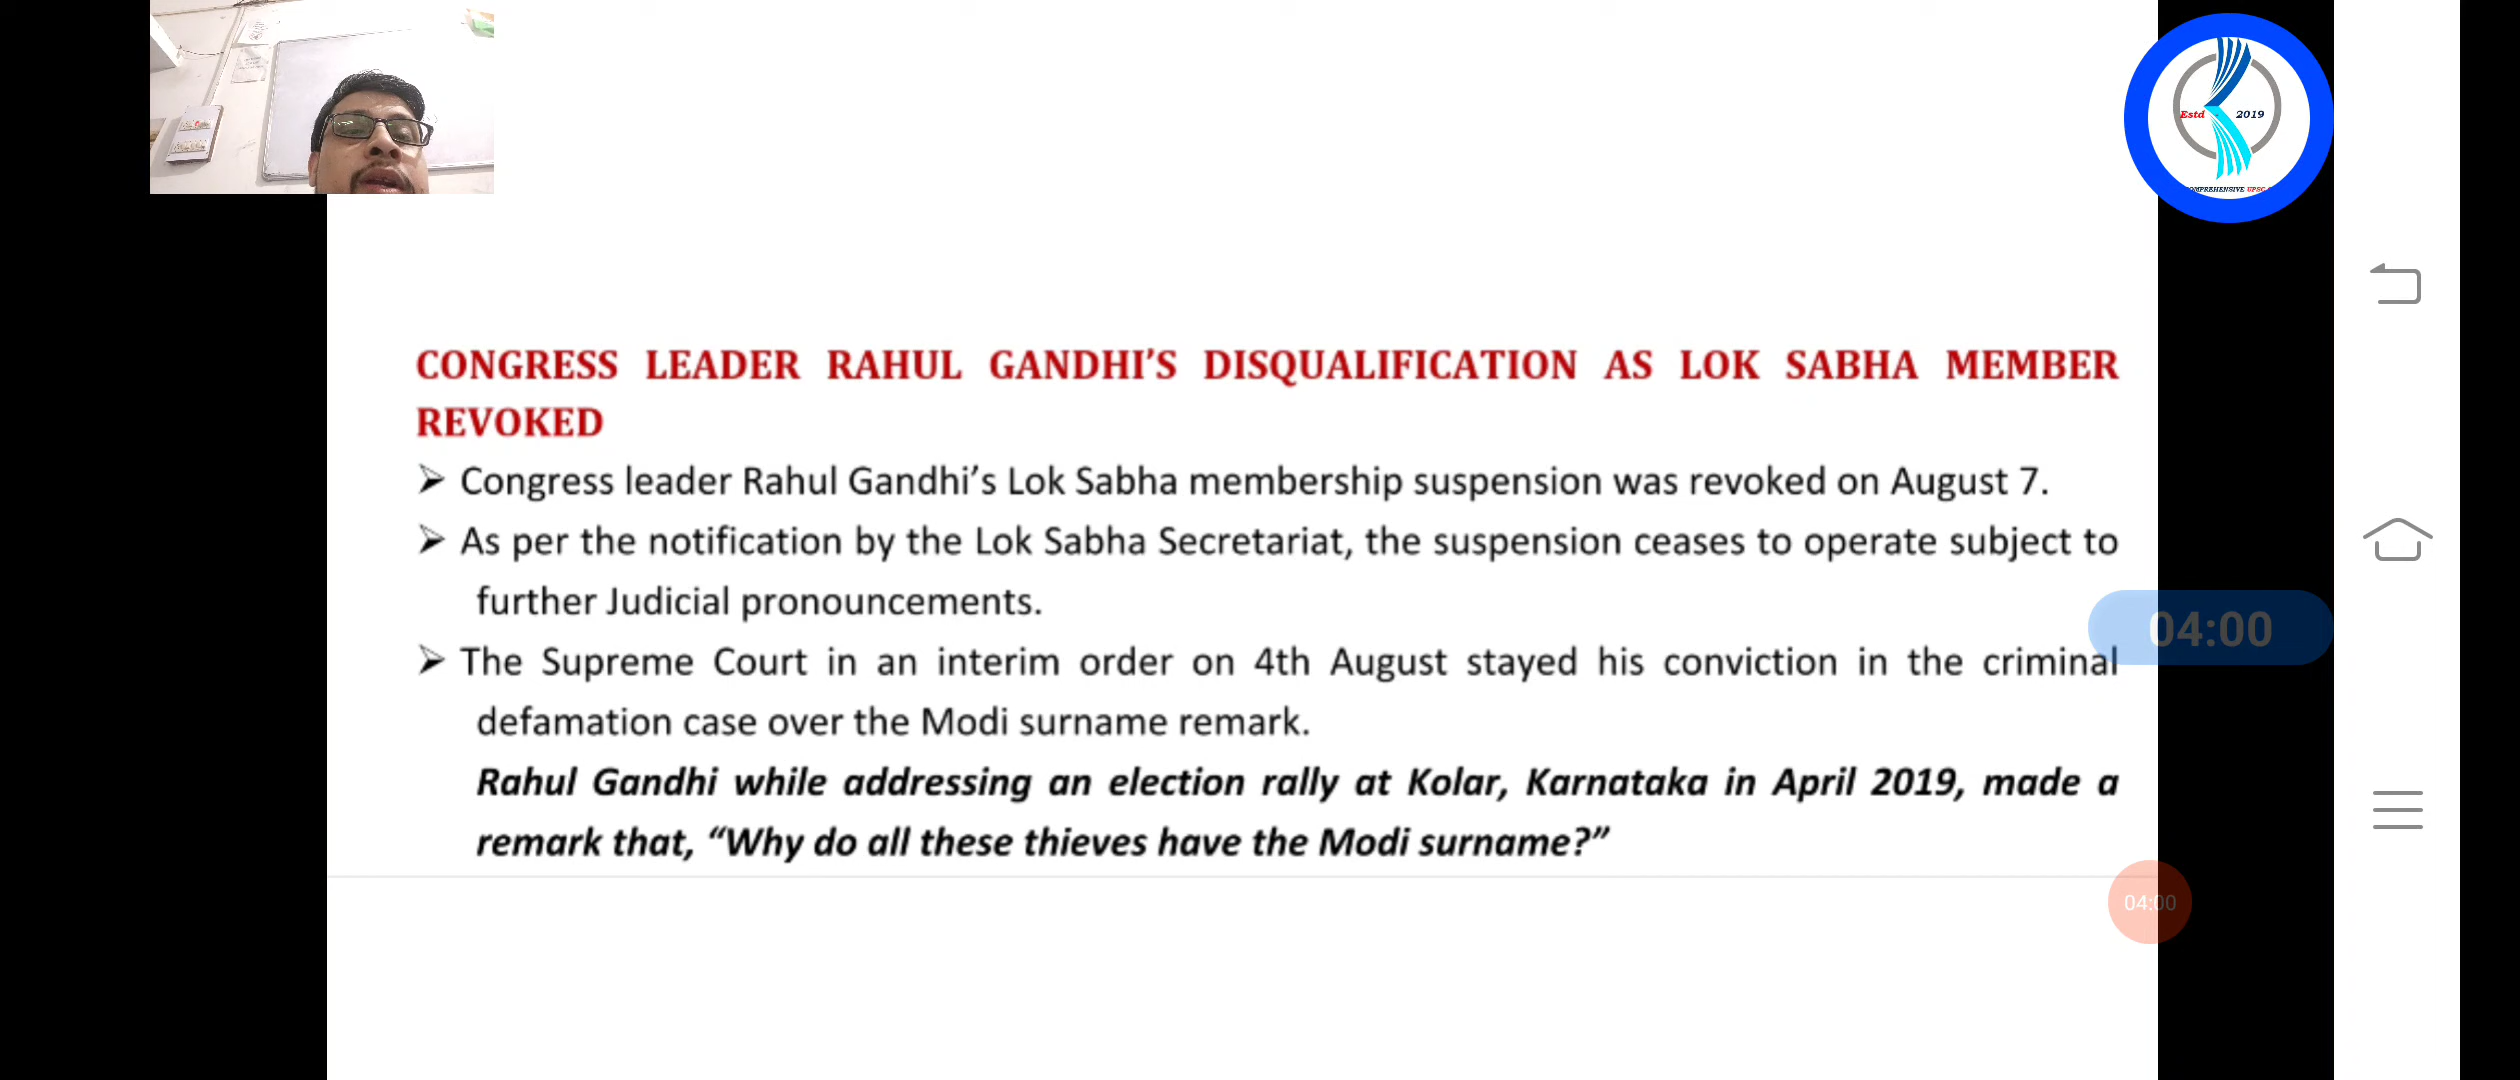 Estd 2019
COMPREHENSIVE UPSC
CONGRESS LEADER RAHUL GANDHI’S DISQUALIFICATION AS LOK SABHA MEMBER
REVOKED
➢ Congress leader Rahul Gandhi’s Lok Sabha membership suspension was revoked on August 7.
➢ As per the notification by the Lok Sabha Secretariat, the suspension ceases to operate subject to
further Judicial pronouncements.
04:00
➢ The Supreme Court in an interim order on 4th August stayed his conviction in the criminal
defamation case over the Modi surname remark.
Rahul Gandhi while addressing an election rally at Kolar, Karnataka in April 2019, made a
remark that, “Why do all these thieves have the Modi surname?”
04:00